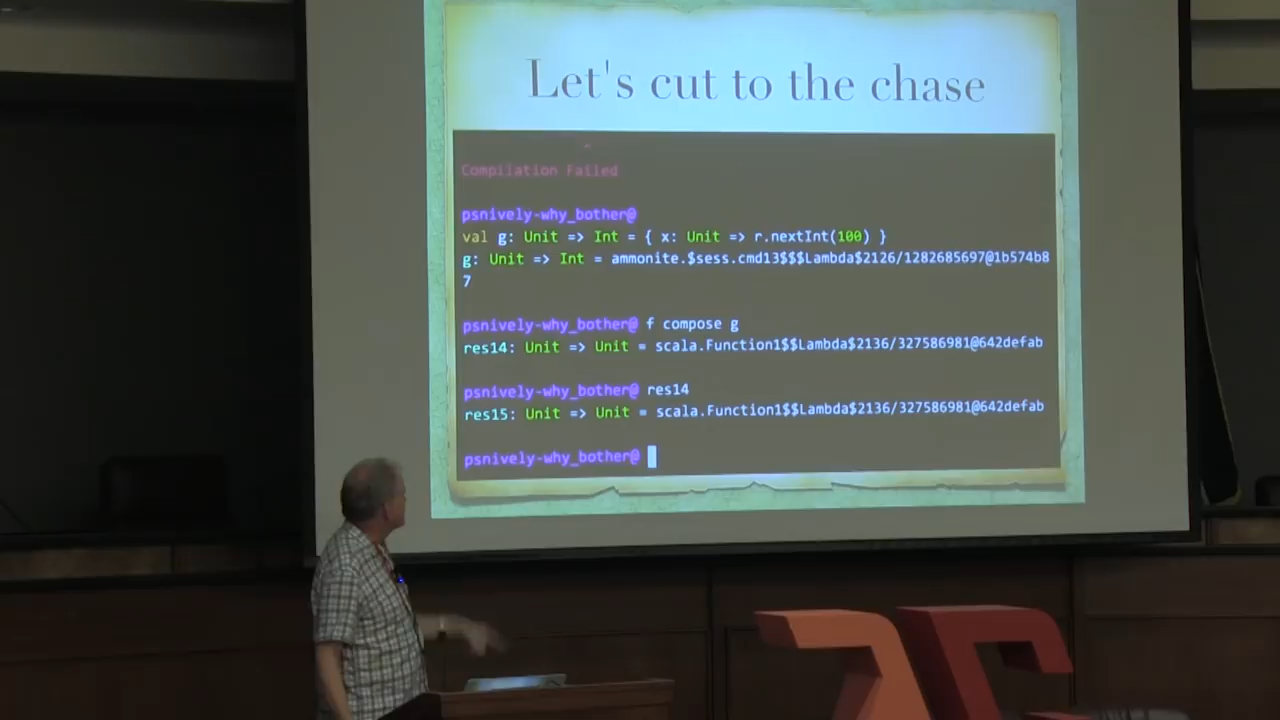 Let's cut to the chase
Compilation Failed
psnively-why_bother@
val g: Unit => Int = { x: Unit => r.nextInt(100) }
g: Unit => Int = ammonite.$sess.cmd13$$$Lambda$2126/1282685697@1b574b8
7
psnively-why_bother@ f compose g
res14: Unit => Unit = scala.Function1$$Lambda$2136/327586981@642defab
psnively-why_bother@ res14
res15: Unit => Unit = scala.Function1$$Lambda$2136/327586981@642defab
psnively-why_bother@